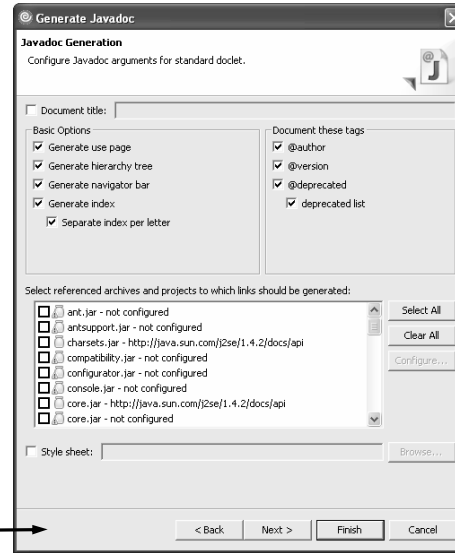 Generate Javadoc
Javadoc Generation
Configure Javadoc arguments for standard doclet.
@
J
Document title:
Basic Options
Generate use page
Generate hierarchy tree
Generate navigator bar
Generate index
Separate index per letter
Document these tags
@author
@version
@deprecated
deprecated list
Select referenced archives and projects to which links should be generated:
ant.jar - not configured
antsupport.jar - not configured
charsets.jar - http://java.sun.com/j2se/1.4.2/docs/api
compatibility.jar - not configured
configurator.jar - not configured
console.jar - not configured
core.jar - http://java.sun.com/j2se/1.4.2/docs/api
core.jar - not configured
Select All
Clear All
Configure...
Style sheet:
Browse...
< Back
Next >
Finish
Cancel